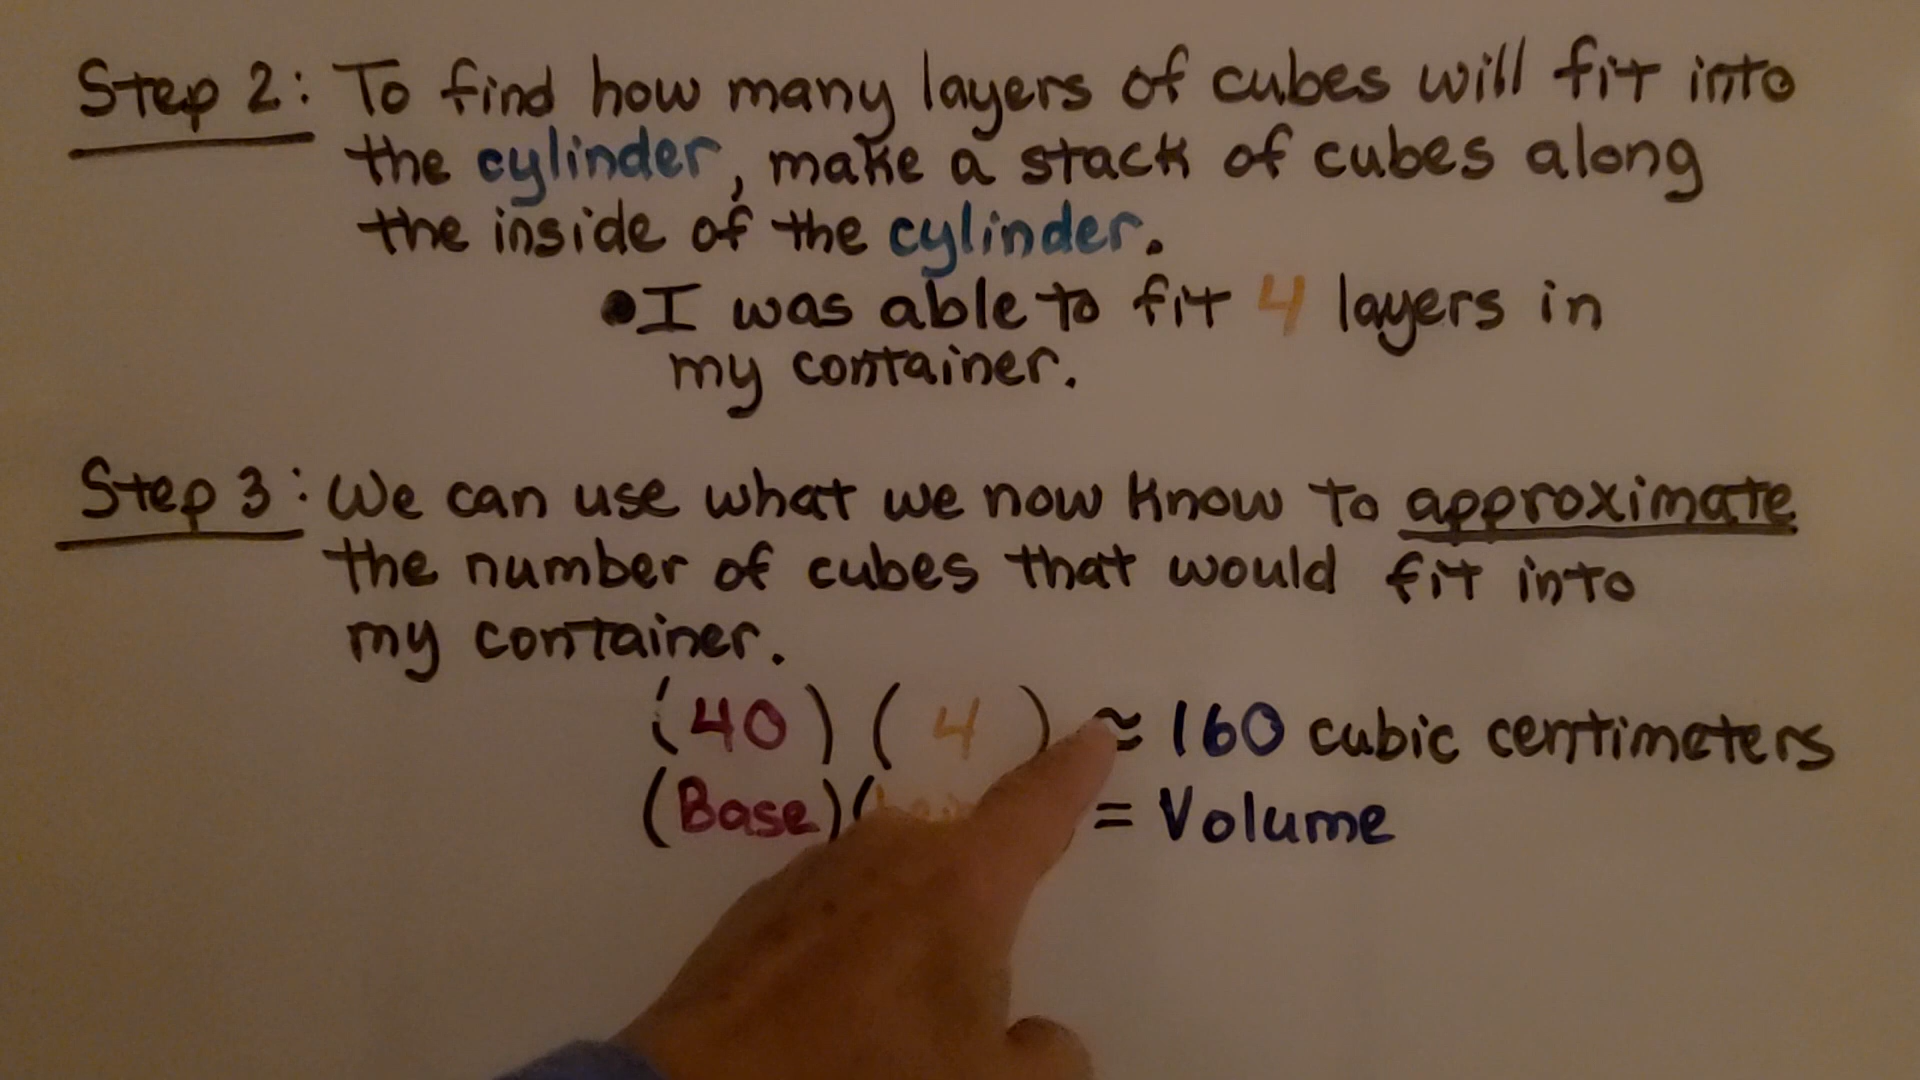 Step 2: To find how many layers of cubes will fit into
the cylinder, make a stack of cubes along
the inside of the cylinder.
•I was able to fit 4 layers in
my container.
Step 3: We can use what we now know to approximate
the number of cubes that would fit into
my container.
(40) (4) ≈ 160 cubic centimeters
(Base)( = Volume